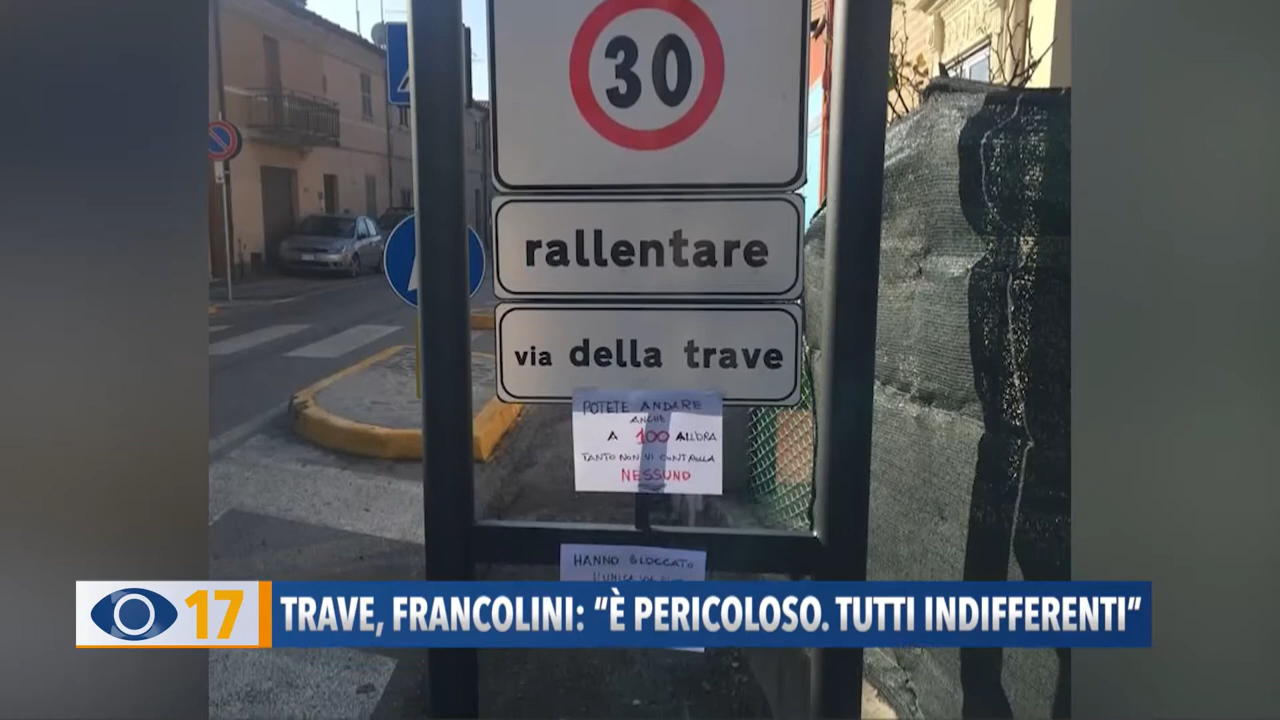 30
rallentare
via della trave
POTETE ANDARE
ANCHE
A 100 ALL'ORA
TANTO NON VI CONTROLLA
NESSUNO
HANNO BLOCCATO
L'UNICA
17
TRAVE, FRANCOLINI: “È PERICOLOSO. TUTTI INDIFFERENTI”